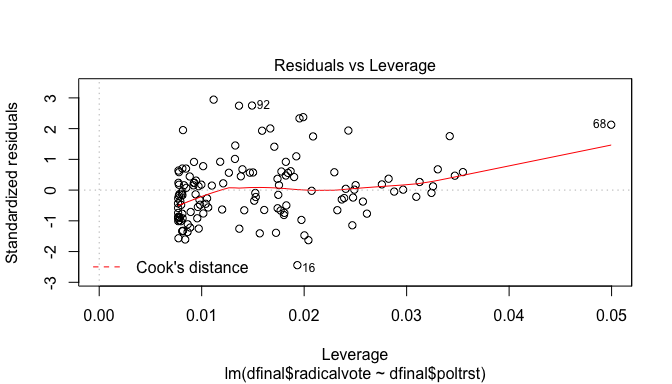 Residuals vs Leverage
Standardized residuals
3
2
1
0
-1
-2
-3
92
68
16
Cook's distance
0.00 0.01 0.02 0.03 0.04 0.05
Leverage
lm(dfinal$radicalvote ~ dfinal$poltrst)